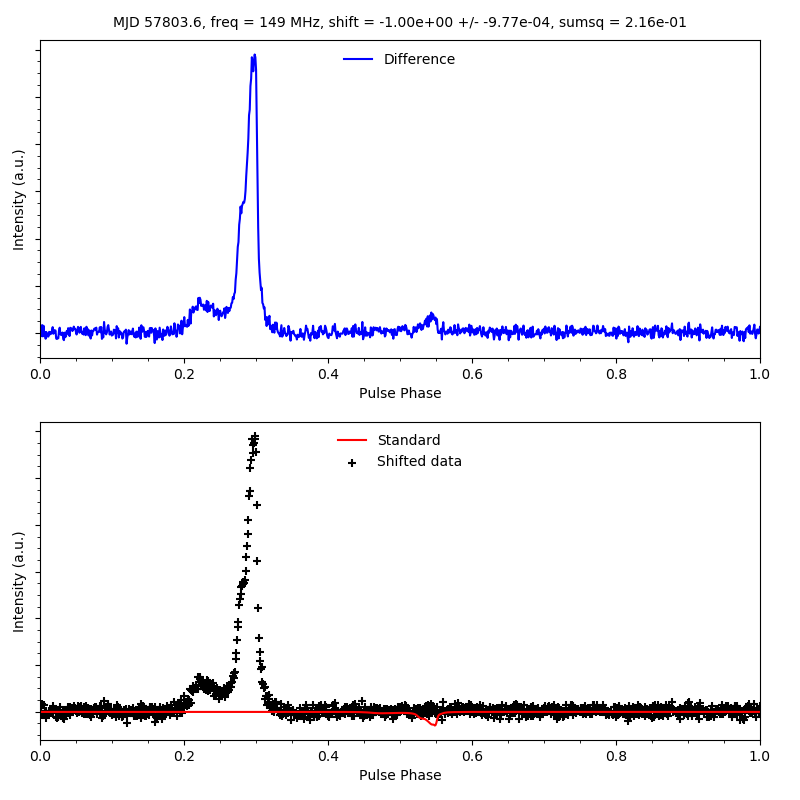 MJD 57803.6, freq = 149 MHz, shift = -1.00e+00 +/- -9.77e-04, sumsq = 2.16e-01
Difference
Intensity (a.u.)
0.0 0.2 0.4 0.6 0.8 1.0
Pulse Phase
Standard
Shifted data
Intensity (a.u.)
0.0 0.2 0.4 0.6 0.8 1.0
Pulse Phase